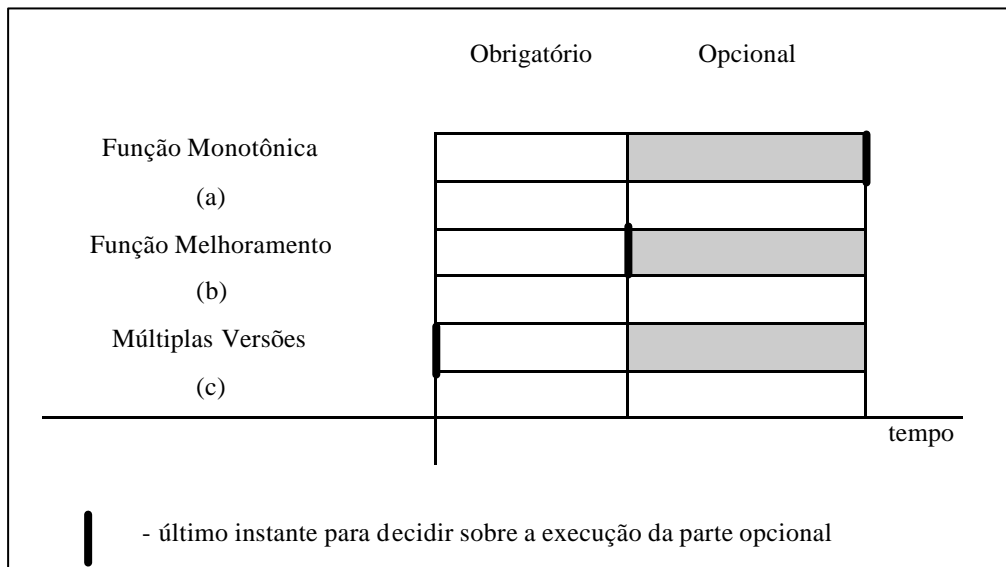 Obrigatório Opcional
Função Monotônica
(a)
Função Melhoramento
(b)
Múltiplas Versões
(c)
tempo
- último instante para decidir sobre a execução da parte opcional